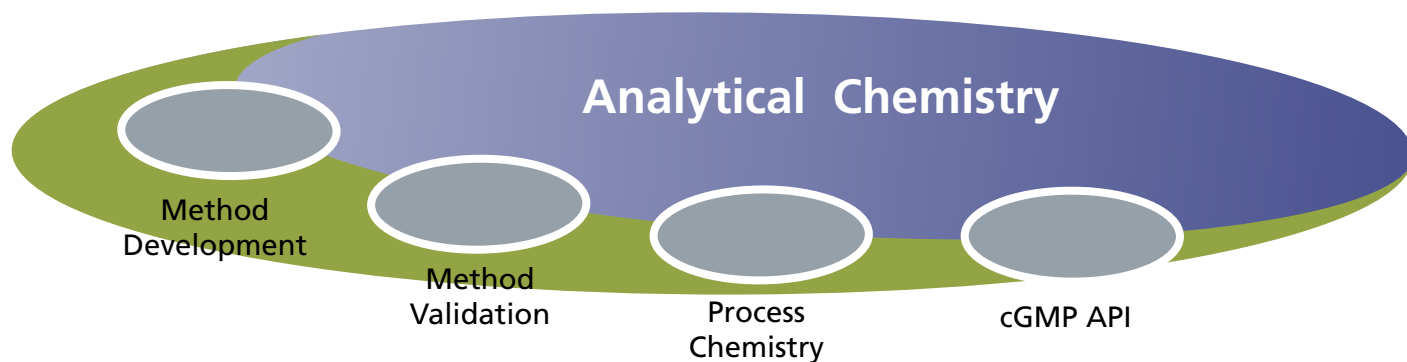 Analytical Chemistry
Method
Development
Method
Validation
Process
Chemistry
cGMP API